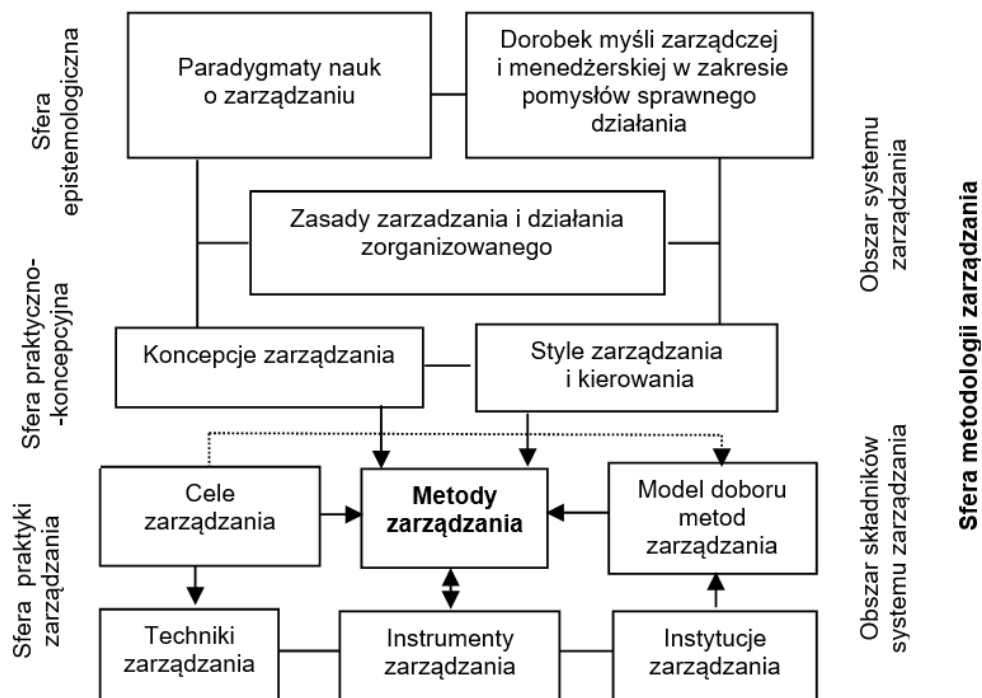 Sfera
epistemologiczna
Paradygmaty nauk
o zarządzaniu
Dorobek myśli zarządczej
i menedżerskiej w zakresie
pomysłów sprawnego
działania
Zasady zarzadzania i działania
zorganizowanego
Obszar systemu
zarządzania
Sfera praktyczno-
-koncepcyjna
Koncepcje zarządzania
Style zarządzania
i kierowania
Sfera praktyki
zarządzania
Cele
zarządzania
Metody
zarządzania
Model doboru
metod
zarządzania
Techniki
zarządzania
Instrumenty
zarządzania
Instytucje
zarządzania
Obszar składników
systemu zarządzania
Sfera metodologii zarządzania